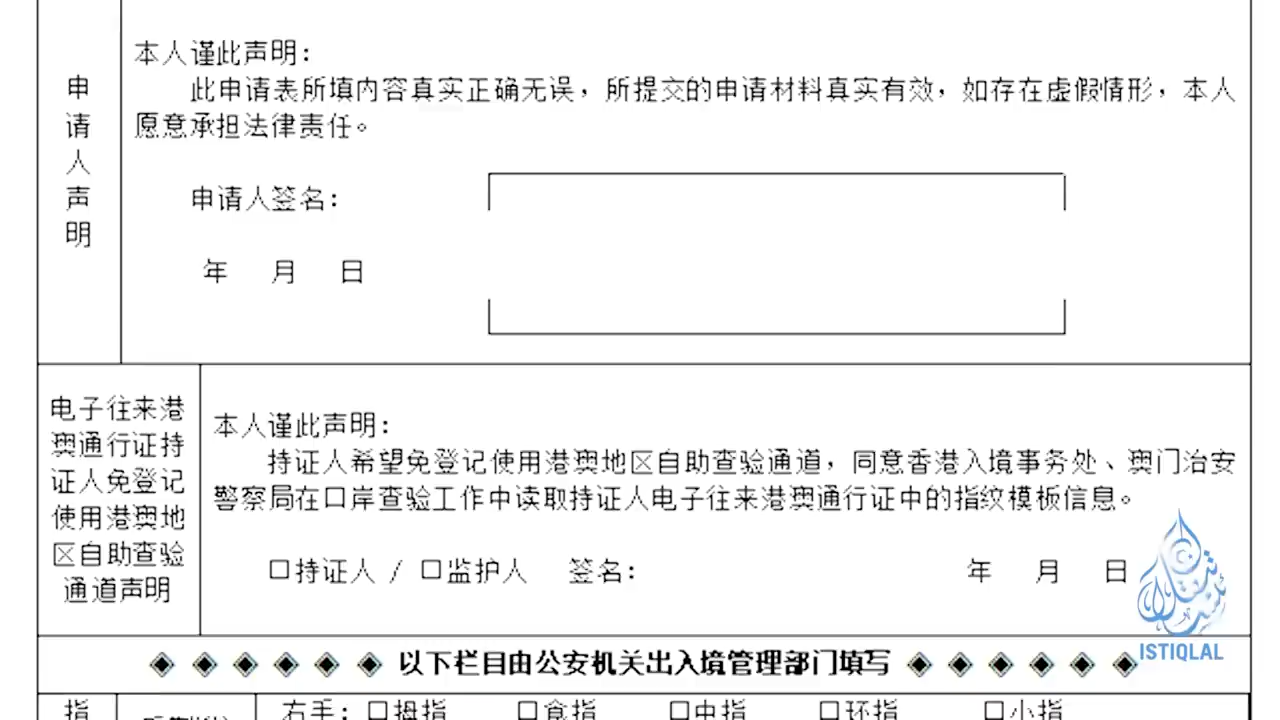 申请人声明
本人谨此声明：
此申请表所填内容真实正确无误，所提交的申请材料真实有效，如存在虚假情形，本人
愿意承担法律责任。
申请人签名：
年 月 日
电子往来港
澳通行证持
证人免登记
使用港澳地
区自助查验
通道声明
本人谨此声明：
持证人希望免登记使用港澳地区自助查验通道，同意香港入境事务处、澳门治安
警察局在口岸查验工作中读取持证人电子往来港澳通行证中的指纹模板信息。
□持证人 / □监护人 签名：
年 月 日
ISTIQLAL
◈ ◈ ◈ ◈ ◈ ◈ 以下栏目由公安机关出入境管理部门填写 ◈ ◈ ◈ ◈ ◈ ◈
指
右手：□拇指 □食指 □中指 □环指 □小指